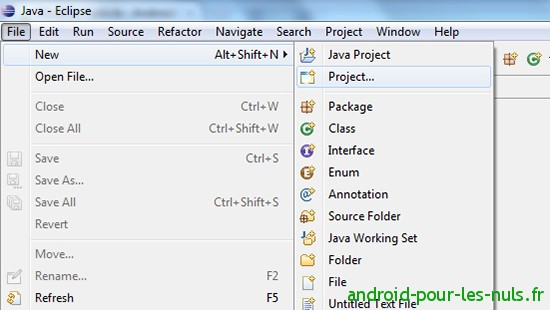 Java - Eclipse
File Edit Run Source Refactor Navigate Search Project Window Help
New Alt+Shift+N
Java Project
Open File...
Project...
Close Ctrl+W
Package
Close All Ctrl+Shift+W
Class
Interface
Save Ctrl+S
Enum
Save As...
Annotation
Save All Ctrl+Shift+S
Source Folder
Revert
Java Working Set
Move...
Folder
Rename... F2
File
Refresh F5
Untitled Text File
android-pour-les-nuls.fr